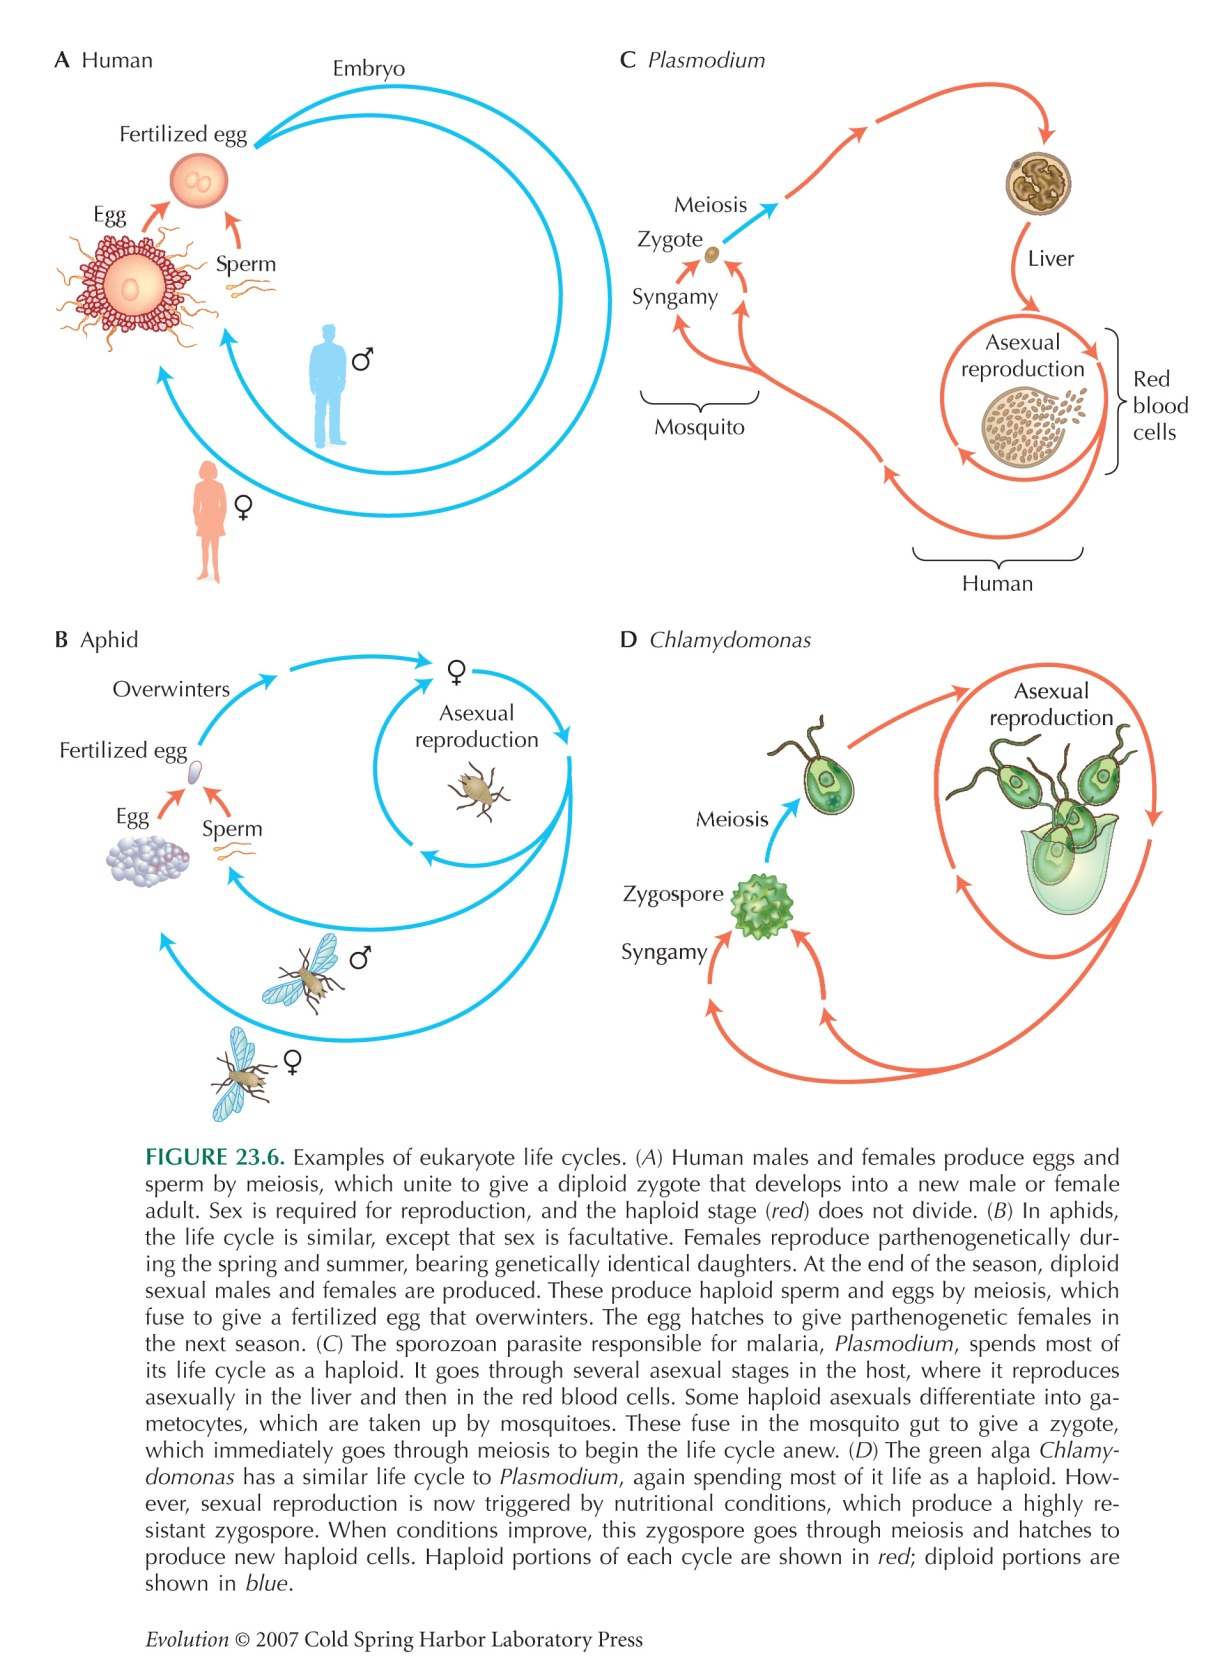 A Human
Embryo
Fertilized egg
Egg
Sperm
♂
♀
C Plasmodium
Meiosis
Zygote
Syngamy
Mosquito
Liver
Asexual
reproduction
Red
blood
cells
Human
B Aphid
Overwinters
♀
Asexual
reproduction
Fertilized egg
Egg
Sperm
♂
♀
D Chlamydomonas
Asexual
reproduction
Meiosis
Zygospore
Syngamy
FIGURE 23.6. Examples of eukaryote life cycles. (A) Human males and females produce eggs and
sperm by meiosis, which unite to give a diploid zygote that develops into a new male or female
adult. Sex is required for reproduction, and the haploid stage (red) does not divide. (B) In aphids,
the life cycle is similar, except that sex is facultative. Females reproduce parthenogenetically dur-
ing the spring and summer, bearing genetically identical daughters. At the end of the season, diploid
sexual males and females are produced. These produce haploid sperm and eggs by meiosis, which
fuse to give a fertilized egg that overwinters. The egg hatches to give parthenogenetic females in
the next season. (C) The sporozoan parasite responsible for malaria, Plasmodium, spends most of
its life cycle as a haploid. It goes through several asexual stages in the host, where it reproduces
asexually in the liver and then in the red blood cells. Some haploid asexuals differentiate into ga-
metocytes, which are taken up by mosquitoes. These fuse in the mosquito gut to give a zygote,
which immediately goes through meiosis to begin the life cycle anew. (D) The green alga Chlamy-
domonas has a similar life cycle to Plasmodium, again spending most of it life as a haploid. How-
ever, sexual reproduction is now triggered by nutritional conditions, which produce a highly re-
sistant zygospore. When conditions improve, this zygospore goes through meiosis and hatches to
produce new haploid cells. Haploid portions of each cycle are shown in red; diploid portions are
shown in blue.
Evolution © 2007 Cold Spring Harbor Laboratory Press